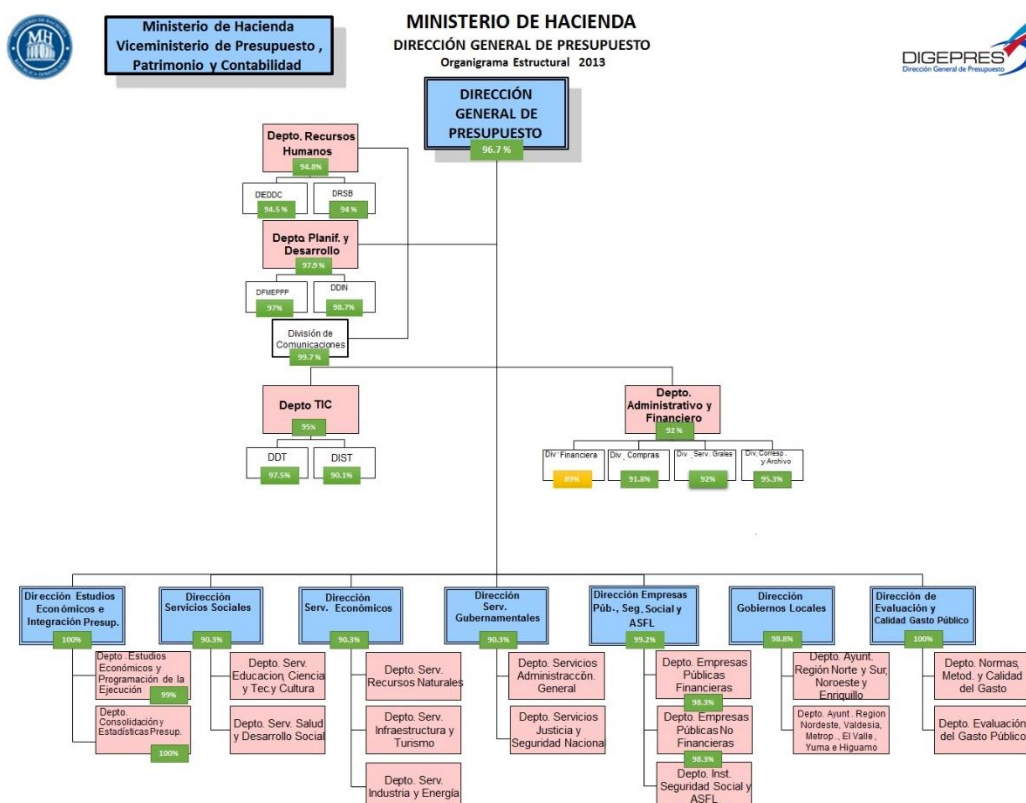 MINISTERIO DE HACIENDA
REPUBLICA DOMINICANA
MH
Ministerio de Hacienda
Viceministerio de Presupuesto ,
Patrimonio y Contabilidad
MINISTERIO DE HACIENDA
DIRECCIÓN GENERAL DE PRESUPUESTO
Organigrama Estructural 2013
DIGEPRES
Dirección General de Presupuesto
DIRECCIÓN
GENERAL DE
PRESUPUESTO
96.7 %
Depto. Recursos
Humanos
94.8%
DIEDDC
94.5 %
DRSB
94 %
Depto. Planif. y
Desarrollo
97.9 %
DFMEPPP
97%
DDIN
98.7%
División de
Comunicaciones
99.7 %
Depto TIC
95%
DDT
97.5%
DIST
90.1%
Depto.
Administrativo y
Financiero
92 %
Div. Financiera
89%
Div. Compras
91.8%
Div. Serv. Grales
92%
Div. Corresp.
y Archivo
95.3%
Dirección Estudios
Económicos e
Integración Presup.
100%
Depto. Estudios
Económicos y
Programación de la
Ejecución
99%
Depto.
Consolidación y
Estadísticas Presup.
100%
Dirección
Servicios Sociales
90.3%
Depto. Serv.
Educacion, Ciencia
y Tec.y Cultura
Depto. Serv. Salud
y Desarrollo Social
Dirección
Serv. Económicos
90.3%
Depto. Serv.
Recursos Naturales
Depto. Serv.
Infraestructura y
Turismo
Depto. Serv.
Industria y Energía
Dirección
Serv.
Gubernamentales
90.3%
Depto. Servicios
Administraccón.
General
Depto. Servicios
Justicia y
Seguridad Nacional
Dirección Empresas
Púb., Seg. Social y
ASFL
99.2%
Depto. Empresas
Públicas
Financieras
98.3%
Depto. Empresas
Públicas No
Financieras
98.3%
Depto. Inst.
Seguridad Social y
ASFL
Dirección
Gobiernos Locales
98.8%
Depto. Ayunt.
Región Norte y Sur,
Noroeste y
Enriquillo
Depto. Ayunt . Region
Nordeste, Valdesia,
Metrop., El Valle ,
Yuma e Higuamo
Dirección de
Evaluación y
Calidad Gasto Público
100%
Depto. Normas,
Metod. y Calidad
del Gasto
Depto. Evaluación
del Gasto Público